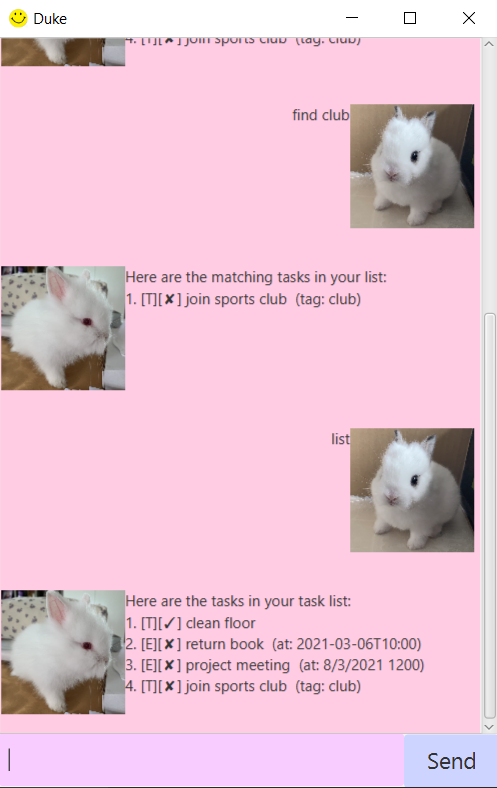 Duke
4. [T][✘] join sports club (tag: club)
find club
Here are the matching tasks in your list:
1. [T][✘] join sports club (tag: club)
list
Here are the tasks in your task list:
1. [T][✓] clean floor
2. [E][✘] return book (at: 2021-03-06T10:00)
3. [E][✘] project meeting (at: 8/3/2021 1200)
4. [T][✘] join sports club (tag: club)
Send